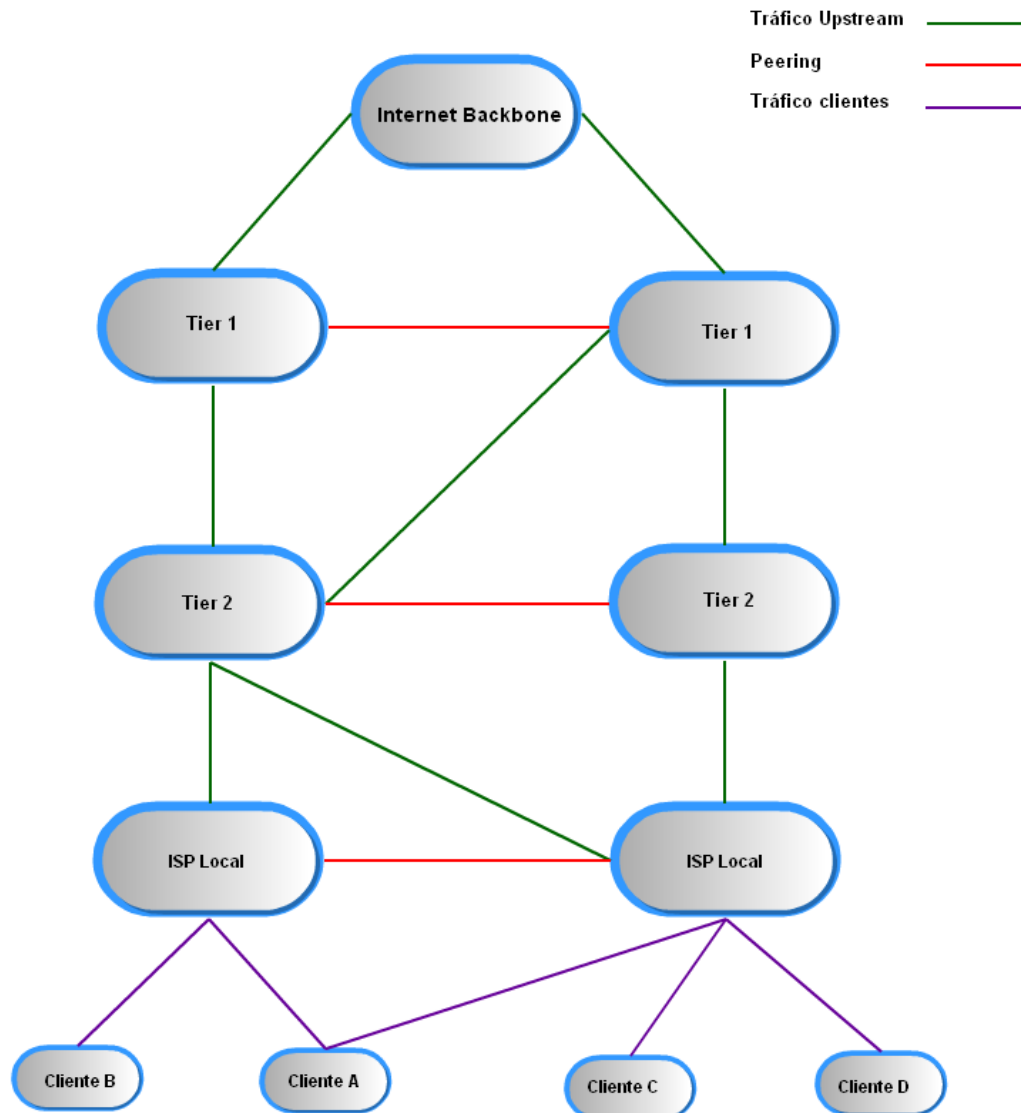 Tráfico Upstream
Peering
Tráfico clientes
Internet Backbone
Tier 1
Tier 1
Tier 2
Tier 2
ISP Local
ISP Local
Cliente B
Cliente A
Cliente C
Cliente D